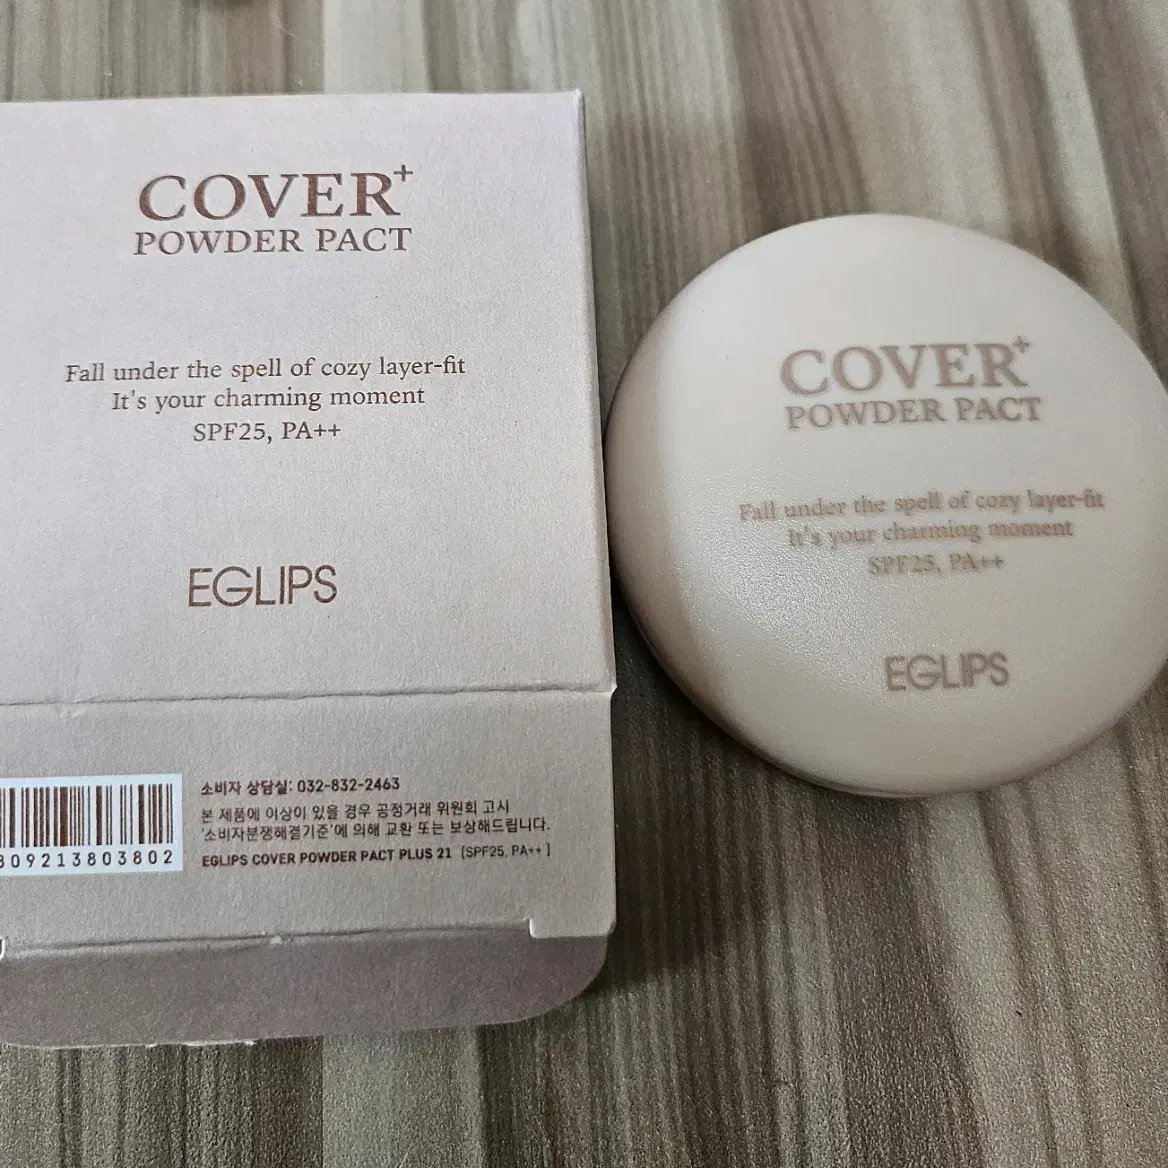 COVER+
POWDER PACT
Fall under the spell of cozy layer-fit
It's your charming moment
SPF25, PA++
EGLIPS
소비자 상담실: 032-832-2463
본 제품에 이상이 있을 경우 공정거래 위원회 고시
'소비자분쟁해결기준'에 의해 교환 또는 보상해드립니다.
EGLIPS COVER POWDER PACT PLUS 21 [SPF25, PA++]
809213803802
COVER+
POWDER PACT
Fall under the spell of cozy layer-fit
It's your charming moment
SPF25, PA++
EGLIPS